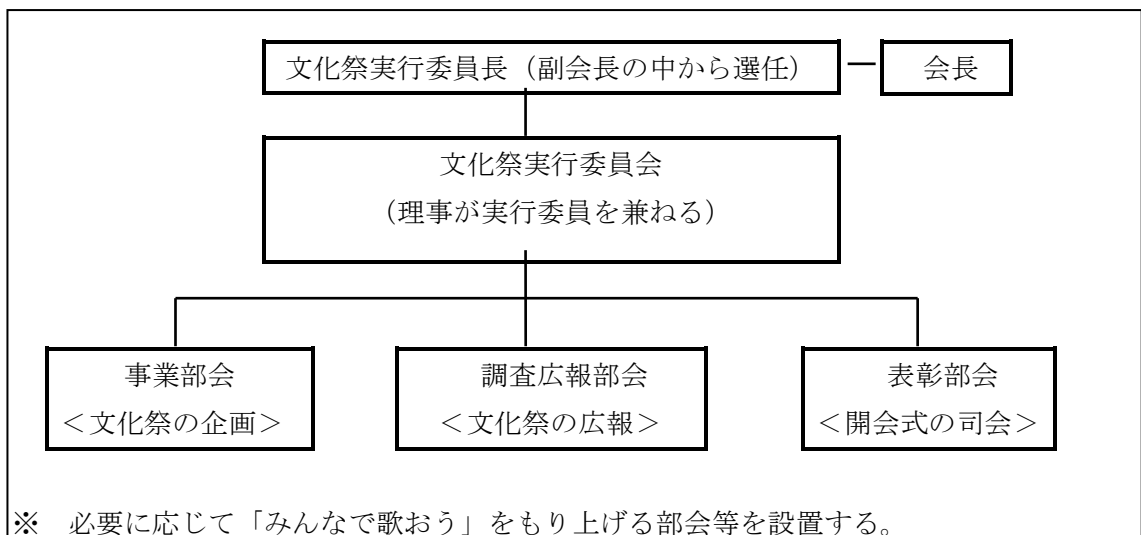 文化祭実行委員長（副会長の中から選任）
会長
文化祭実行委員会
（理事が実行委員を兼ねる）
事業部会
＜文化祭の企画＞
調査広報部会
＜文化祭の広報＞
表彰部会
＜開会式の司会＞
※　必要に応じて「みんなで歌おう」をもり上げる部会等を設置する。